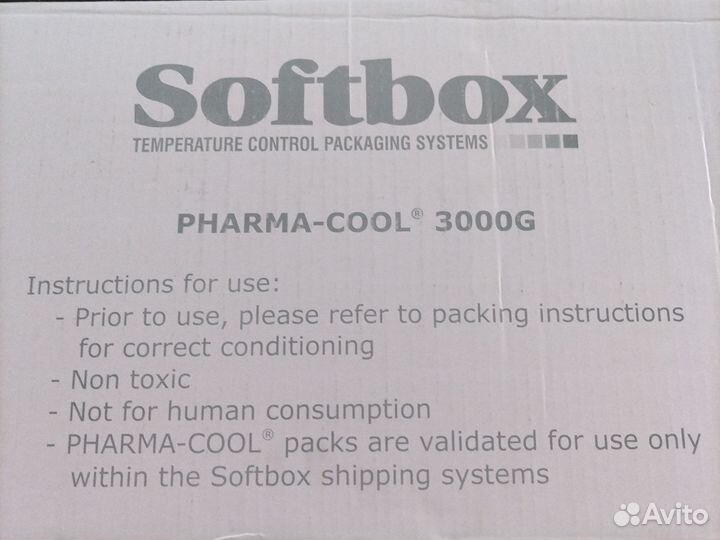 Softbox
TEMPERATURE CONTROL PACKAGING SYSTEMS
PHARMA-COOL® 3000G
Instructions for use:
- Prior to use, please refer to packing instructions
for correct conditioning
- Non toxic
- Not for human consumption
- PHARMA-COOL® packs are validated for use only
within the Softbox shipping systems
Avito